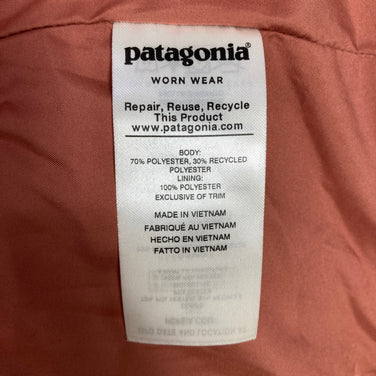 patagonia®
WORN WEAR
Repair, Reuse, Recycle
This Product
www.patagonia.com
BODY:
70% POLYESTER, 30% RECYCLED
POLYESTER
LINING:
100% POLYESTER
EXCLUSIVE OF TRIM
MADE IN VIETNAM
FABRIQUÉ AU VIETNAM
HECHO EN VIETNAM
FATTO IN VIETNAM